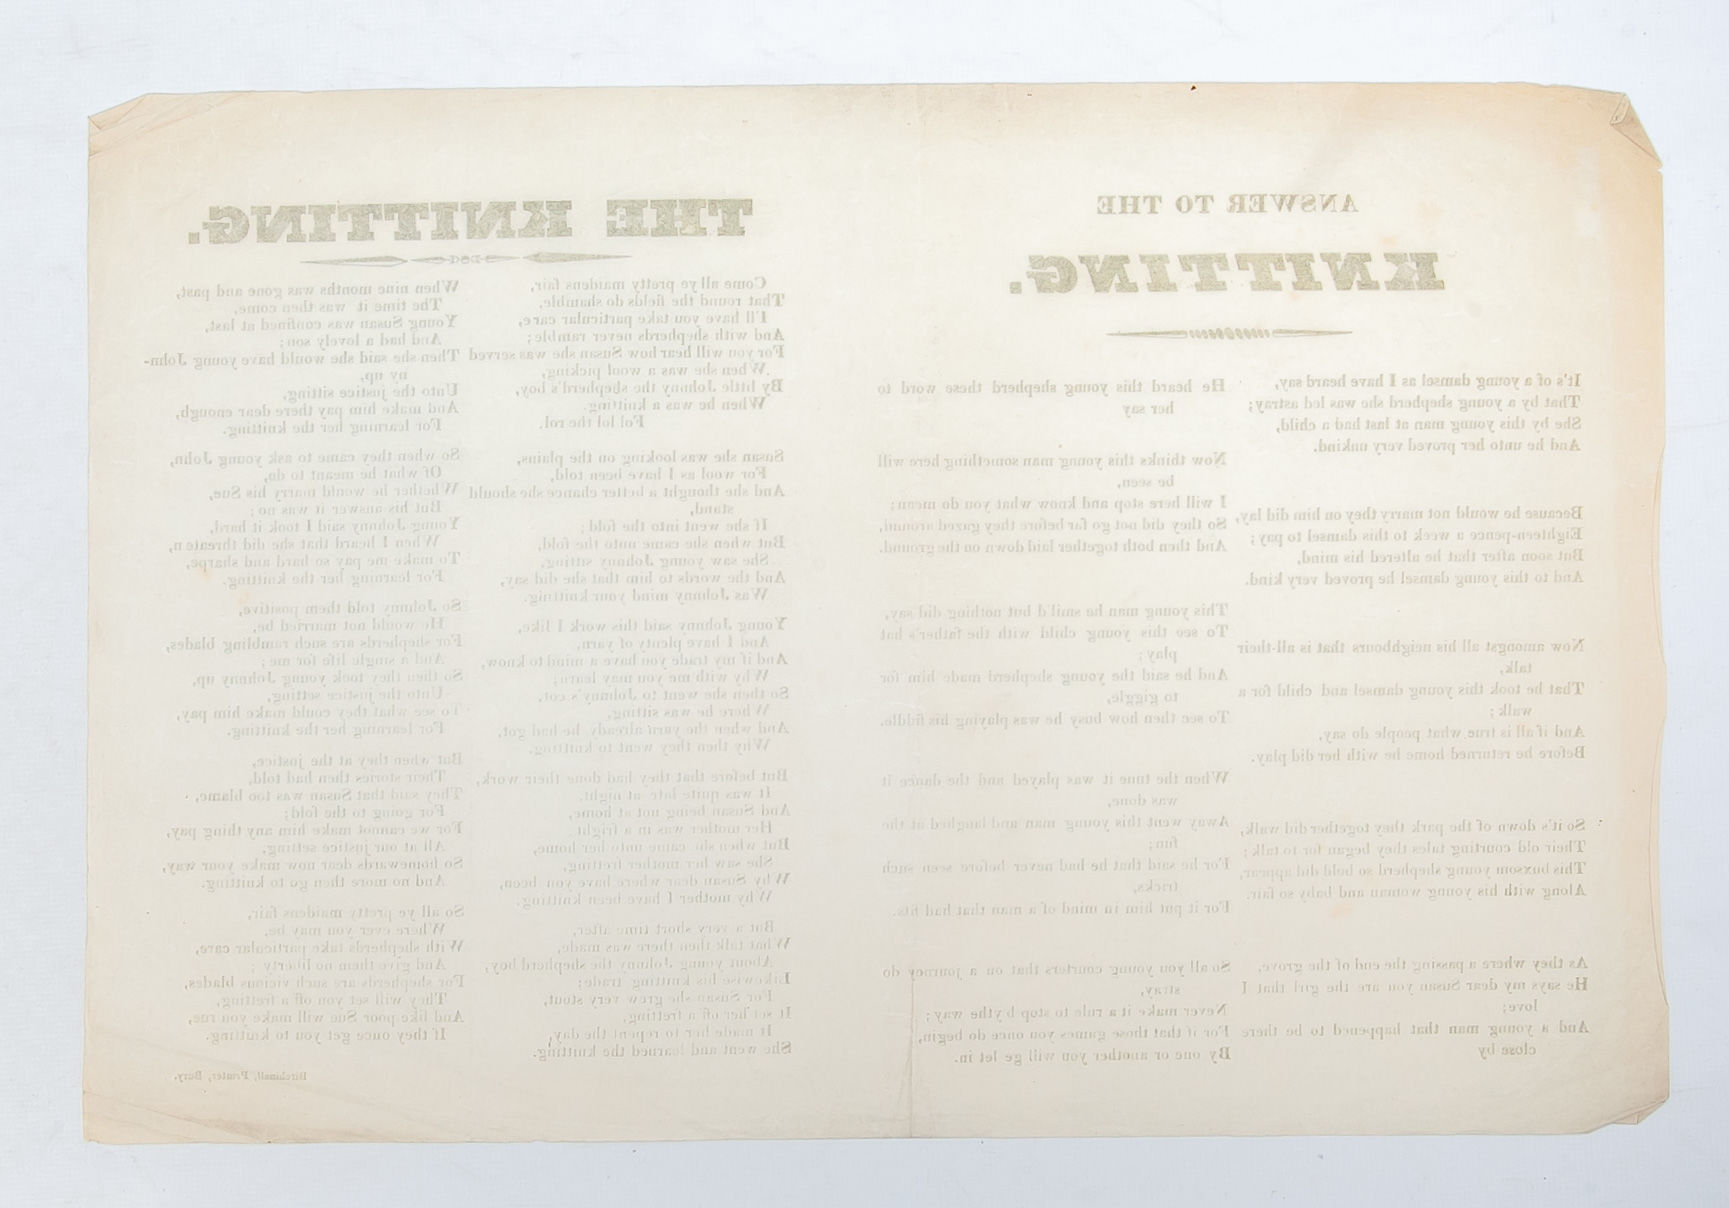 ANSWER TO THE
KNITTING.
It's of a young damsel as I have heard say,
That by a young shepherd she was led astray;
She by this young man at last had a child,
And he unto her proved very unkind.
Because he would not marry they on him did lay,
Eighteen-pence a week to this damsel to pay;
But soon after that he altered his mind,
And to this young damsel he proved very kind.
Now amongst all his neighbours that is all their
talk,
That he took this young damsel and child for a
walk;
And if all is true what people do say,
Before he returned home he with her did play.
So it's down of the park they together did walk,
Their old courting tales they began for to talk;
This buxsom young shepherd so bold did appear,
Along with his young woman and baby so fair.
As they where a passing the end of the grove,
He says my dear Susan you are the girl that I
love;
And a young man that happened to be there
close by
He heard this young shepherd these word to
her say
Now thinks this young man something here will
be seen,
I will here stop and know what you do mean;
So they did not go far before they gazed around,
And then both together laid down on the ground.
This young man he smil'd but nothing did say,
To see this young child with the father's hat
play;
And he said the young shepherd made him for
to giggle,
To see then how busy he was playing his fiddle.
When the tune it was played and the dance it
was done,
Away went this young man and laughed at the
fun;
For he said that he had never before seen such
tricks,
For it put him in mind of a man that had fits.
So all you young courters that on a journey do
stray,
Never make it a rule to stop by the way;
For if that those games you once do begin,
By one or another you will ge let in.
THE KNITTING.
Come all ye pretty maidens fair,
That round the fields do shamble,
I'll have you take particular care,
And with shepherds never ramble;
For you will hear how Susan she was served
When she was a wool picking,
By little Johnny the shepherd's boy,
When he was a knitting.
Fol lol the rol.
Susan she was looking on the plains,
For wool as I have been told,
And she thought a better chance she should
stand,
If she went into the fold;
But when she came unto the fold,
She saw young Johnny sitting,
And the words to him that she did say,
Was Johnny mind your knitting.
Young Johnny said this work I like,
And I have plenty of yarn,
And if my trade you have a mind to know,
Why with me you may learn;
So then she went to Johnny's cot,
Where he was sitting,
And when the yarn already he had got,
Why then they went to knitting.
But before that they had done their work,
It was quite late at night,
And Susan being not at home,
Her mother was in a fright
But when she came unto her home,
She saw her mother fretting,
Why Susan dear where have you been,
Why mother I have been knitting.
But a very short time after,
What talk then there was made,
About young Johnny the shepherd boy,
Likewise his knitting trade;
For Susan she grew very stout,
It set her off a fretting,
It made her to repent the day,
She went and learned the knitting.
When nine months was gone and past,
The time it was then come,
Young Susan was confined at last,
And had a lovely son;
Then she said she would have young John-
ny up,
Unto the justice sitting,
And make him pay there dear enough,
For learning her the knitting.
So when they came to ask young John,
Of what he meant to do,
Whether he would marry his Sue,
But his answer it was no;
Young Johnny said I took it hard,
When I heard that she did threaten,
To make me pay so hard and sharpe,
For learning her the knitting.
So Johnny told them positive,
He would not married be,
For shepherds are such rambling blades,
And a single life for me;
So then they took young Johnny up,
Unto the justice setting,
To see what they could make him pay,
For learning her the knitting.
But when they at the justice,
Their stories then had told,
They said that Susan was too blame,
For going to the fold;
For we cannot make him any thing pay,
All at our justice setting,
So homewards dear now make your way,
And no more then go to knitting.
So all ye pretty maidens fair,
Where ever you may be,
With shepherds take particular care,
And give them no liberty;
For shepherds are such vicious blades,
They will set you off a fretting,
And like poor Sue will make you rue,
If they once get you to knitting.
Birchinall, Printer, Bury.